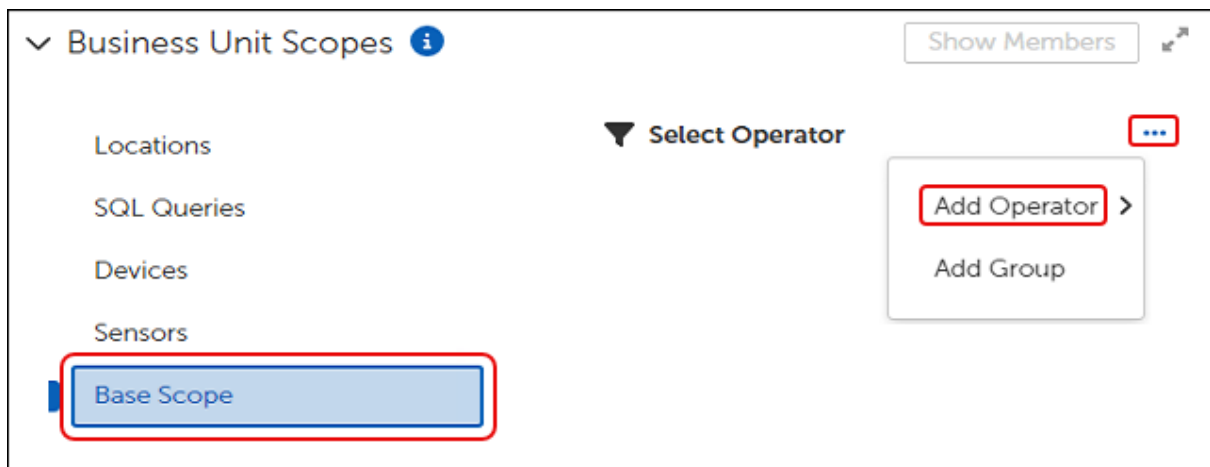 Business Unit Scopes
Show Members
Locations
SQL Queries
Devices
Sensors
Base Scope
Select Operator
...
Add Operator
Add Group